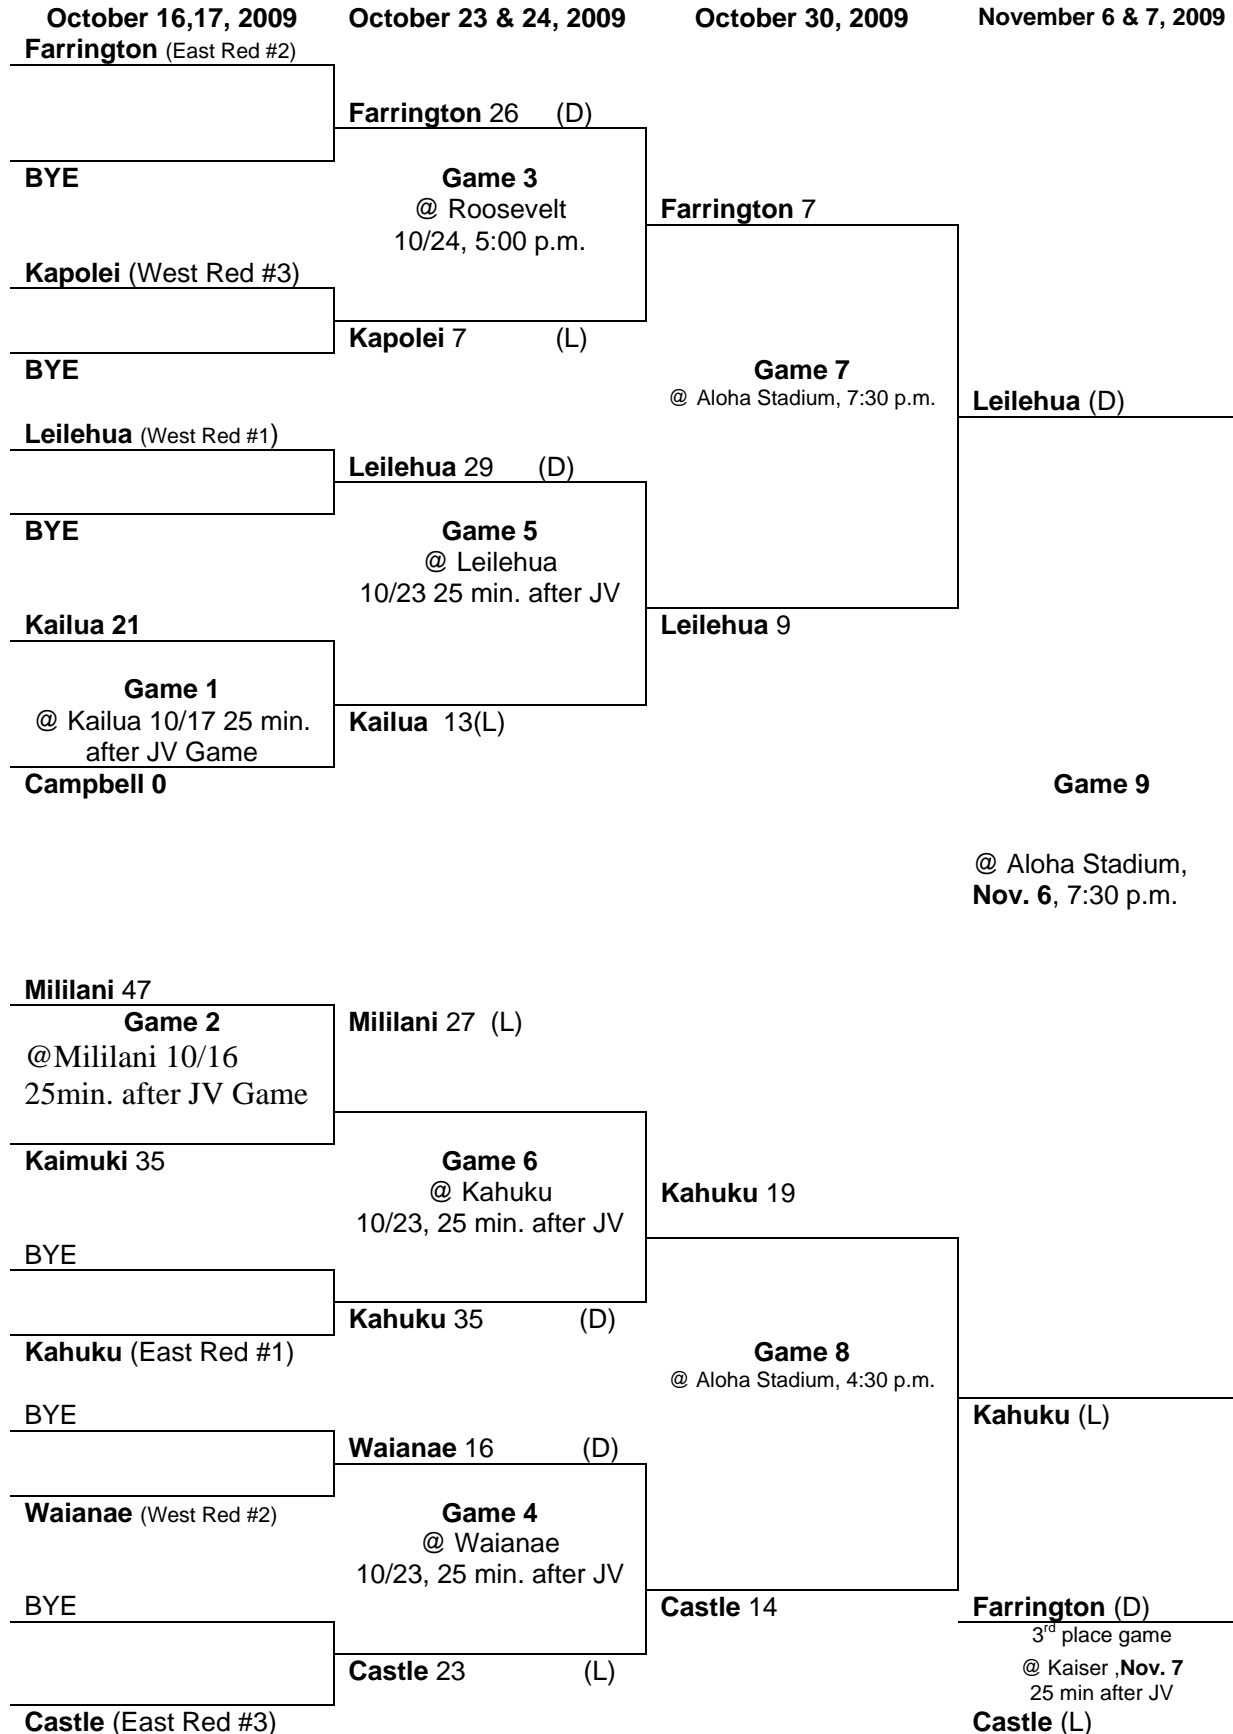 October 16,17, 2009
October 23 & 24, 2009
October 30, 2009
November 6 & 7, 2009
Farrington (East Red #2)
BYE
Kapolei (West Red #3)
BYE
Leilehua (West Red #1)
BYE
Kailua 21
Game 1
@ Kailua 10/17 25 min.
after JV Game
Campbell 0
Mililani 47
Game 2
@Mililani 10/16
25min. after JV Game
Kaimuki 35
BYE
Kahuku (East Red #1)
BYE
Waianae (West Red #2)
BYE
Castle (East Red #3)
Farrington 26 (D)
Game 3
@ Roosevelt
10/24, 5:00 p.m.
Kapolei 7 (L)
Leilehua 29 (D)
Game 5
@ Leilehua
10/23 25 min. after JV
Kailua 13(L)
Mililani 27 (L)
Game 6
@ Kahuku
10/23, 25 min. after JV
Kahuku 35 (D)
Waianae 16 (D)
Game 4
@ Waianae
10/23, 25 min. after JV
Castle 23 (L)
Farrington 7
Game 7
@ Aloha Stadium, 7:30 p.m.
Leilehua 9
Kahuku 19
Game 8
@ Aloha Stadium, 4:30 p.m.
Castle 14
Leilehua (D)
Game 9
@ Aloha Stadium,
Nov. 6, 7:30 p.m.
Kahuku (L)
Farrington (D)
3rd place game
@ Kaiser ,Nov. 7
25 min after JV
Castle (L)